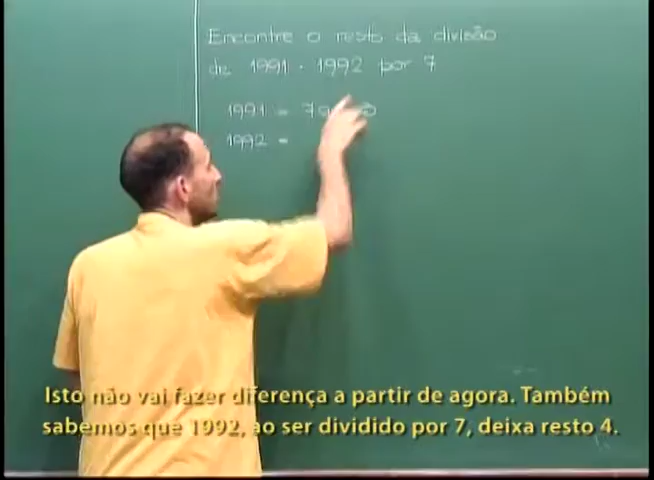 Encontre o resto da divisão
de 1991 · 1992 por 7
1991 = 7q
1992 =
Isto não vai fazer diferença a partir de agora. Também
sabemos que 1992, ao ser dividido por 7, deixa resto 4.